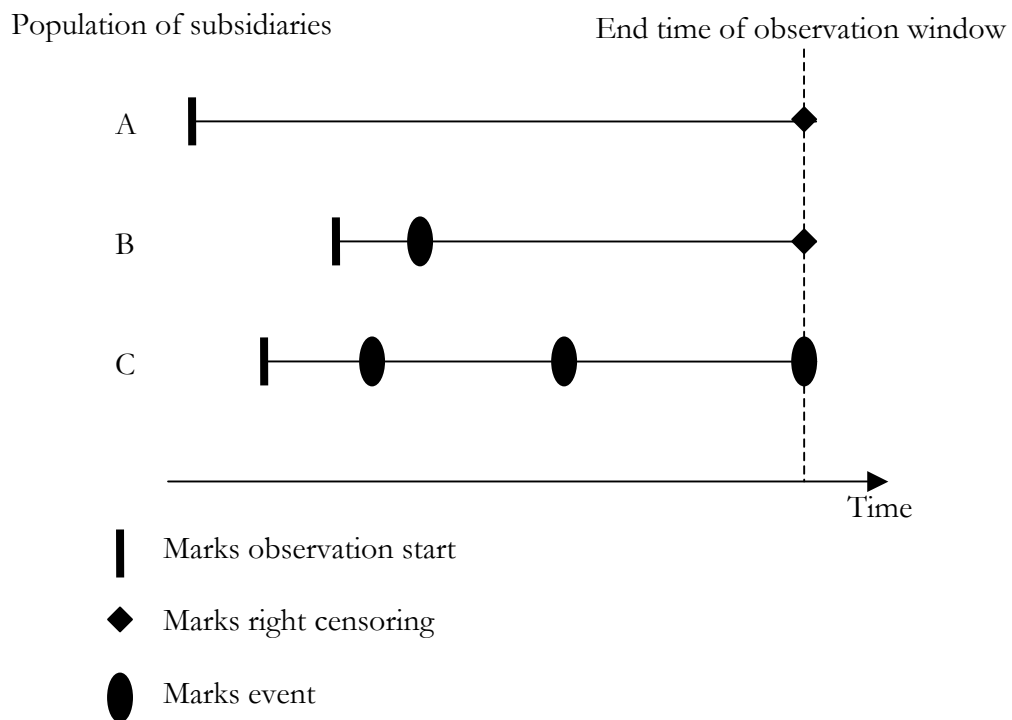 Population of subsidiaries
End time of observation window
A
B
C
Time
Marks observation start
Marks right censoring
Marks event